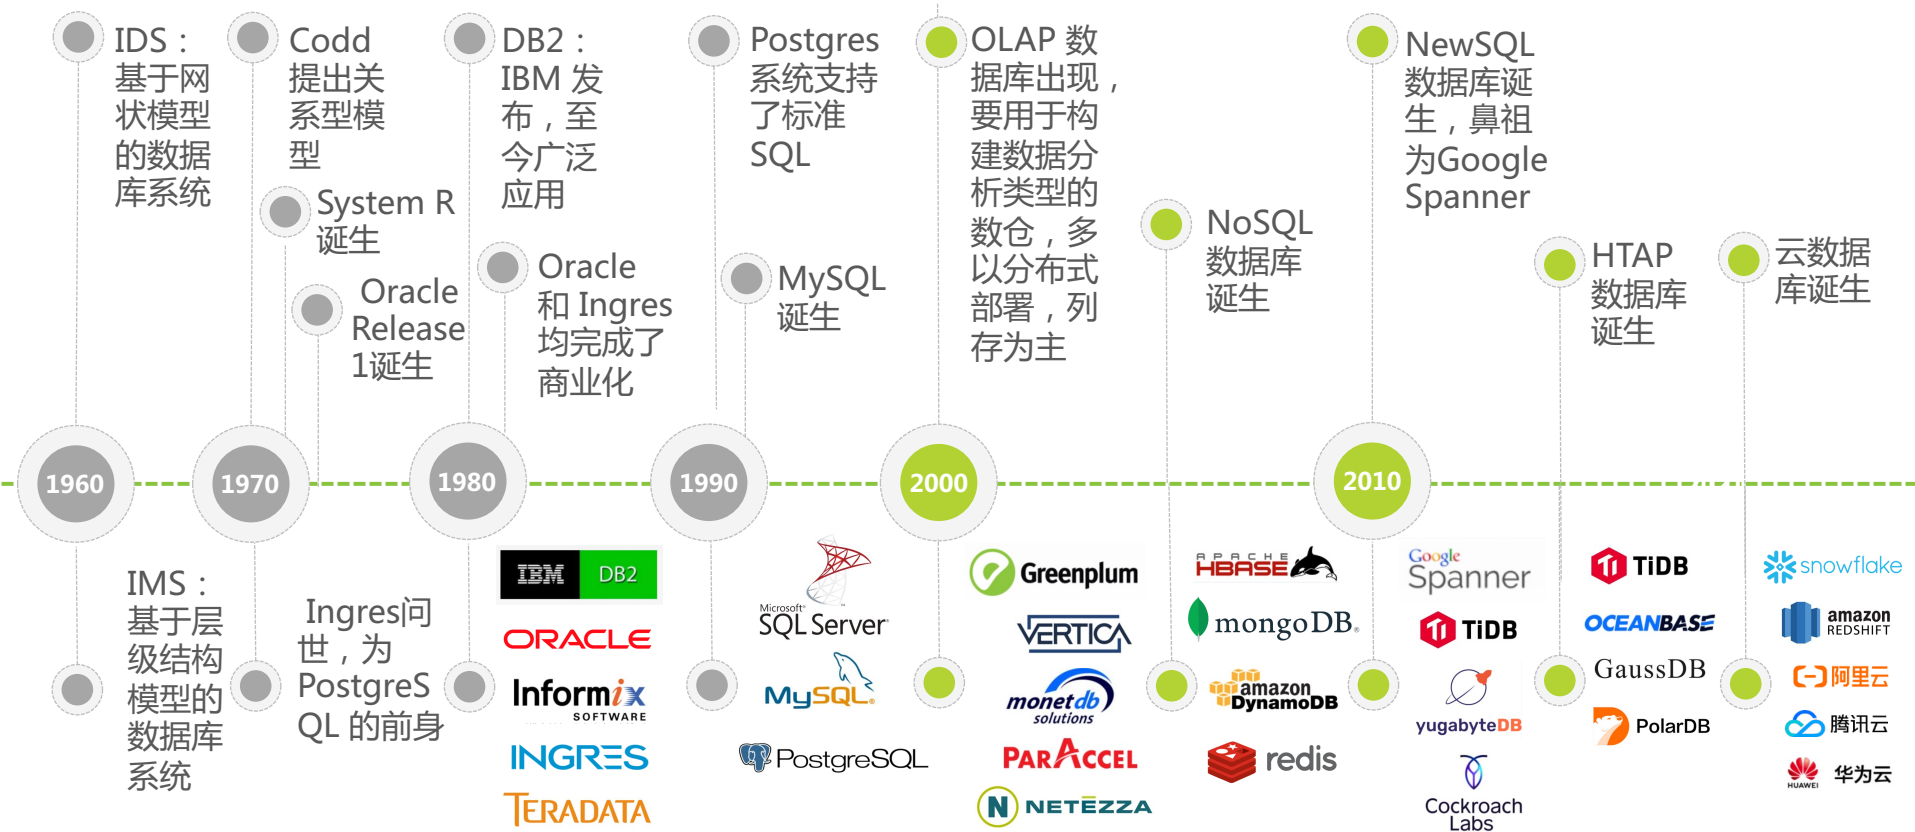 IDS：
基于网
状模型
的数据
库系统
Codd
提出关
系型模
型
System R
诞生
Oracle
Release
1诞生
DB2：
IBM 发
布，至
今广泛
应用
Oracle
和 Ingres
均完成了
商业化
Postgres
系统支持
了标准
SQL
MySQL
诞生
OLAP 数
据库出现，
要用于构
建数据分
析类型的
数仓，多
以分布式
部署，列
存为主
NoSQL
数据库
诞生
NewSQL
数据库诞
生，鼻祖
为Google
Spanner
HTAP
数据库
诞生
云数据
库诞生
1960
1970
1980
1990
2000
2010
IMS：
基于层
级结构
模型的
数据库
系统
Ingres问
世，为
PostgreS
QL 的前身
IBM DB2
ORACLE
Informix
SOFTWARE
INGRES
TERADATA
Microsoft®
SQL Server
MySQL®
PostgreSQL
Greenplum
VERTICA
monetdb
solutions
PARACCEL
N NETEZZA
APACHE
HBASE
mongoDB®
amazon
DynamoDB
redis
Google
Spanner
TiDB
yugabyteDB
Cockroach
Labs
TiDB
OCEANBASE
GaussDB
PolarDB
snowflake
amazon
REDSHIFT
阿里云
腾讯云
HUAWEI 华为云